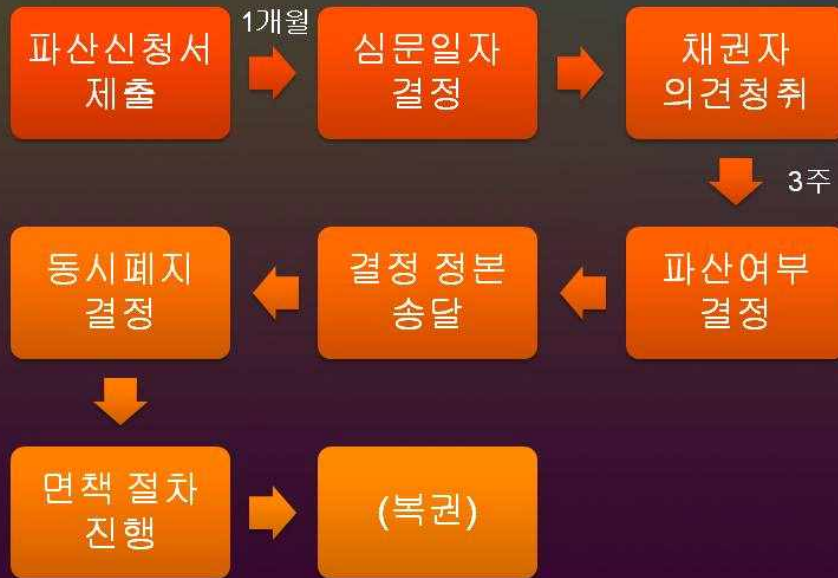 파산신청서
제출
1개월
심문일자
결정
채권자
의견청취
3주
파산여부
결정
결정 정본
송달
동시폐지
결정
면책 절차
진행
(복권)